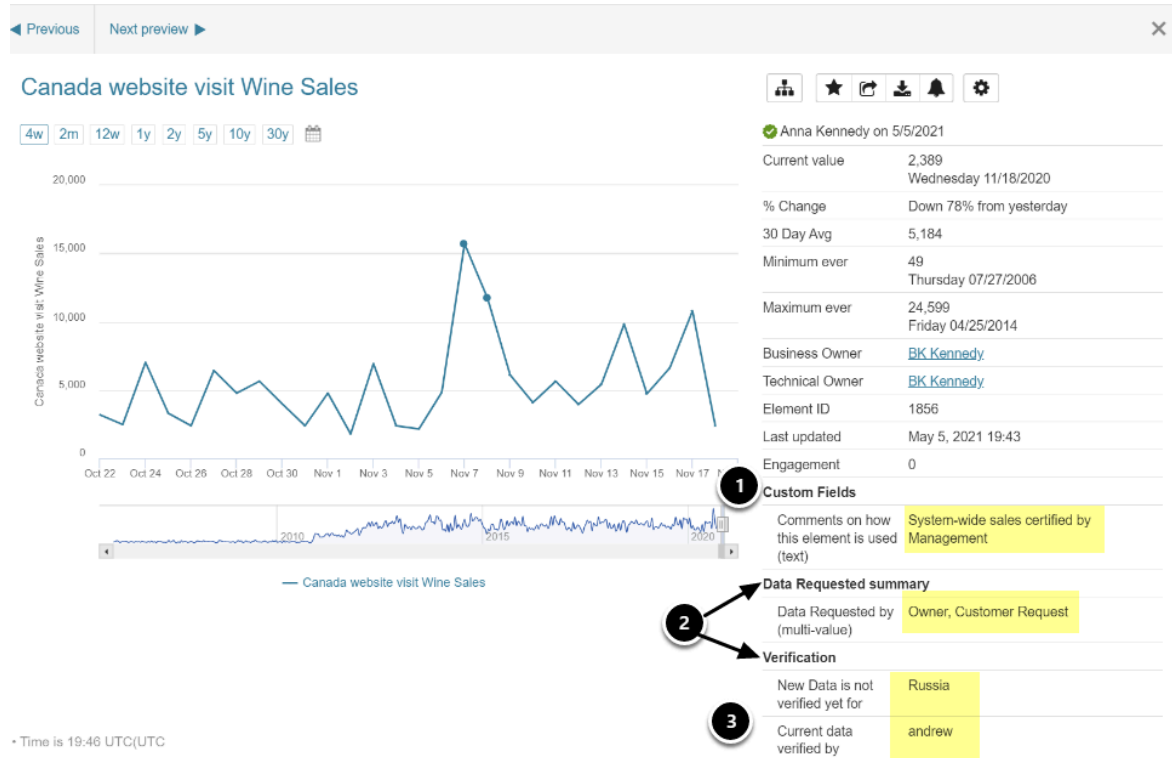 Previous
Next preview
Canada website visit Wine Sales
4w 2m 12w 1y 2y 5y 10y 30y
20,000
15,000
10,000
5,000
0
Canada website visit Wine Sales
Oct 22 Oct 24 Oct 26 Oct 28 Oct 30 Nov 1 Nov 3 Nov 5 Nov 7 Nov 9 Nov 11 Nov 13 Nov 15 Nov 17
2010 2015 2020
Canada website visit Wine Sales
Anna Kennedy on 5/5/2021
Current value 2,389
Wednesday 11/18/2020
% Change Down 78% from yesterday
30 Day Avg 5,184
Minimum ever 49
Thursday 07/27/2006
Maximum ever 24,599
Friday 04/25/2014
Business Owner BK Kennedy
Technical Owner BK Kennedy
Element ID 1856
Last updated May 5, 2021 19:43
Engagement 0
1
Custom Fields
Comments on how System-wide sales certified by
this element is used Management
(text)
Data Requested summary
2
Data Requested by Owner, Customer Request
(multi-value)
Verification
New Data is not Russia
verified yet for
3
Current data andrew
verified by
• Time is 19:46 UTC(UTC